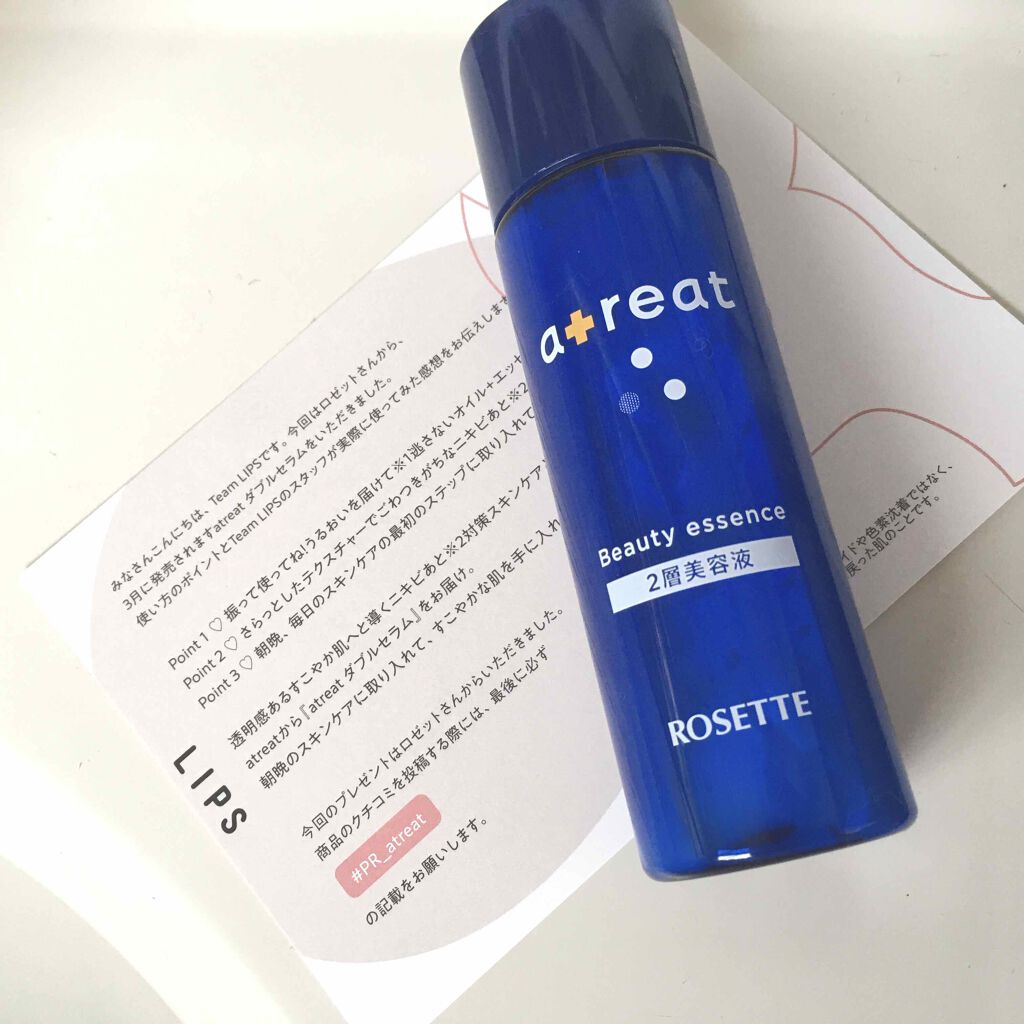 みなさんこんにちは、Team LIPSです。今回はロゼットさんから、
3月に発売されますatreat ダブルセラムをいただきました。
使い方のポイントとTeam LIPSのスタッフが実際に使ってみた感想をお伝えしま
Point 1 ♡ 振って使ってね!うるおいを届けて※1逃さないオイル+エッセ
Point 2 ♡ さらっとしたテクスチャーでごわつきがちなニキビあと※2
Point 3 ♡ 朝晩、毎日のスキンケアの最初のステップに取り入れて
透明感あるすこやか肌へと導くニキビあと※2対策スキンケア
atreatから『atreat ダブルセラム』をお届け。
朝晩のスキンケアに取り入れて、すこやかな肌を手に入れ
今回のプレゼントはロゼットさんからいただきました。
商品のクチコミを投稿する際には、最後に必ず
#PR_atreat
の記載をお願いします。
LIPS
atreat
Beauty essence
2層美容液
ROSETTE
イドや色素沈着ではなく、
戻った肌のことです。